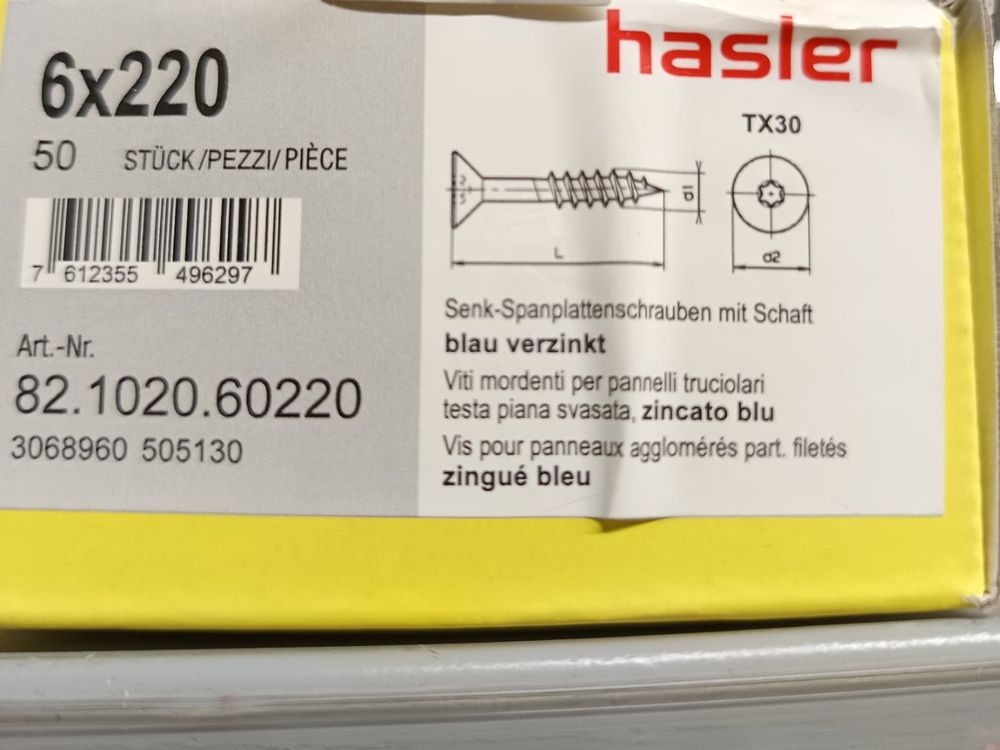 6x220
50 STÜCK/PEZZI/PIÈCE
7 612355 496297
Art.-Nr.
82.1020.60220
3068960 505130
hasler
TX30
d1
L
d2
Senk-Spanplattenschrauben mit Schaft
blau verzinkt
Viti mordenti per pannelli truciolari
testa piana svasata, zincato blu
Vis pour panneaux agglomérés part. filetés
zingué bleu